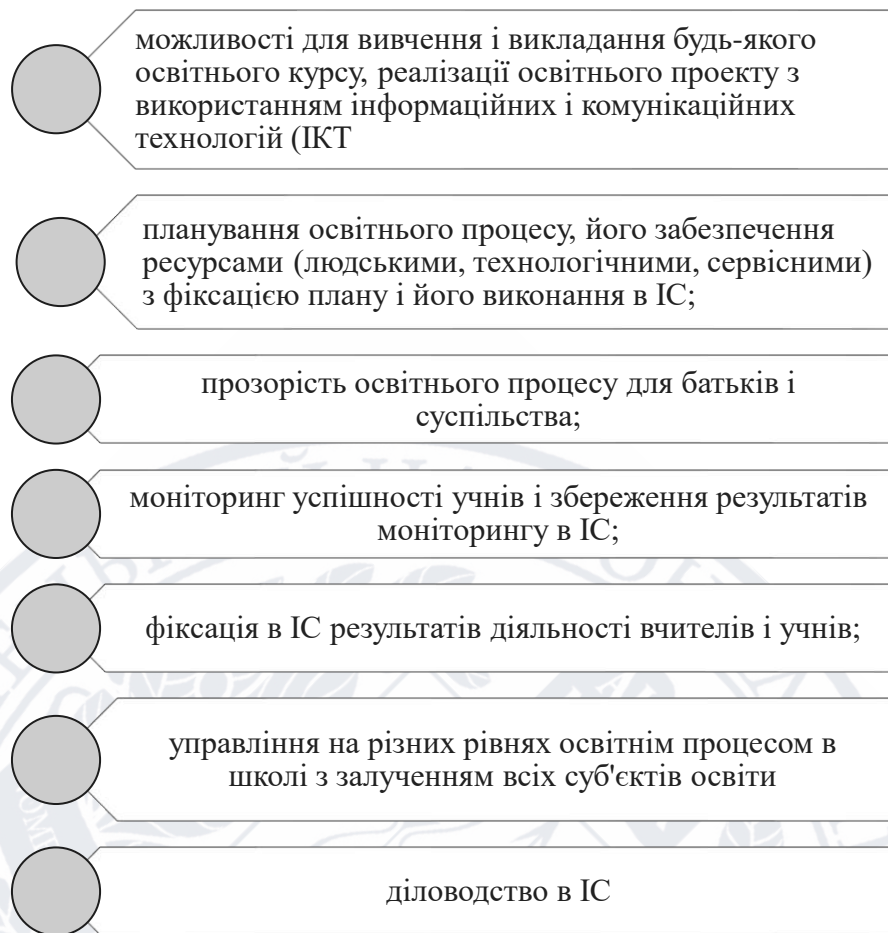 можливості для вивчення і викладання будь-якого
освітнього курсу, реалізації освітнього проекту з
використанням інформаційних і комунікаційних
технологій (ІКТ
планування освітнього процесу, його забезпечення
ресурсами (людськими, технологічними, сервісними)
з фіксацією плану і його виконання в ІС;
прозорість освітнього процесу для батьків і
суспільства;
моніторинг успішності учнів і збереження результатів
моніторингу в ІС;
фіксація в ІС результатів діяльності вчителів і учнів;
управління на різних рівнях освітнім процесом в
школі з залученням всіх суб'єктів освіти
діловодство в ІС